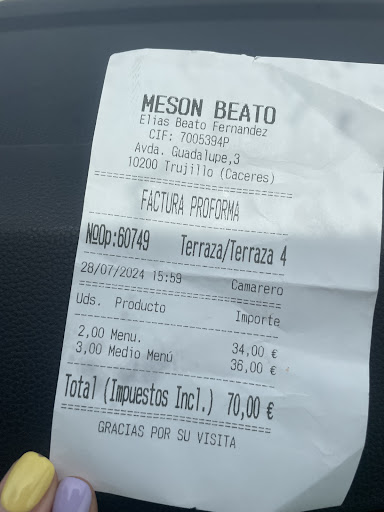 MESON BEATO
Elias Beato Fernandez
CIF: 7005394P
Avda. Guadalupe,3
10200 Trujillo (Caceres)
FACTURA PROFORMA
NºOp:60749 Terraza/Terraza 4
28/07/2024 15:59 Camarero
Uds. Producto Importe
2,00 Menu. 34,00 €
3,00 Medio Menú 36,00 €
Total (Impuestos Incl.) 70,00 €
GRACIAS POR SU VISITA